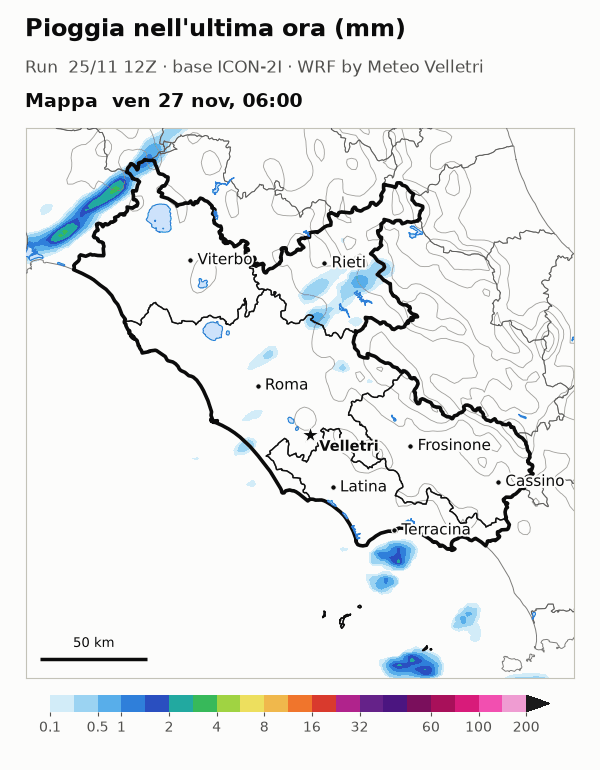 Pioggia nell'ultima ora (mm)
Run  25/11 12Z · base ICON-2I · WRF by Meteo Velletri
Mappa  ven 27 nov, 06:00
Viterbo
Rieti
Roma
Velletri
Frosinone
Latina
Cassino
Terracina
50 km
0.1 0.5 1 2 4 8 16 32 60 100 200